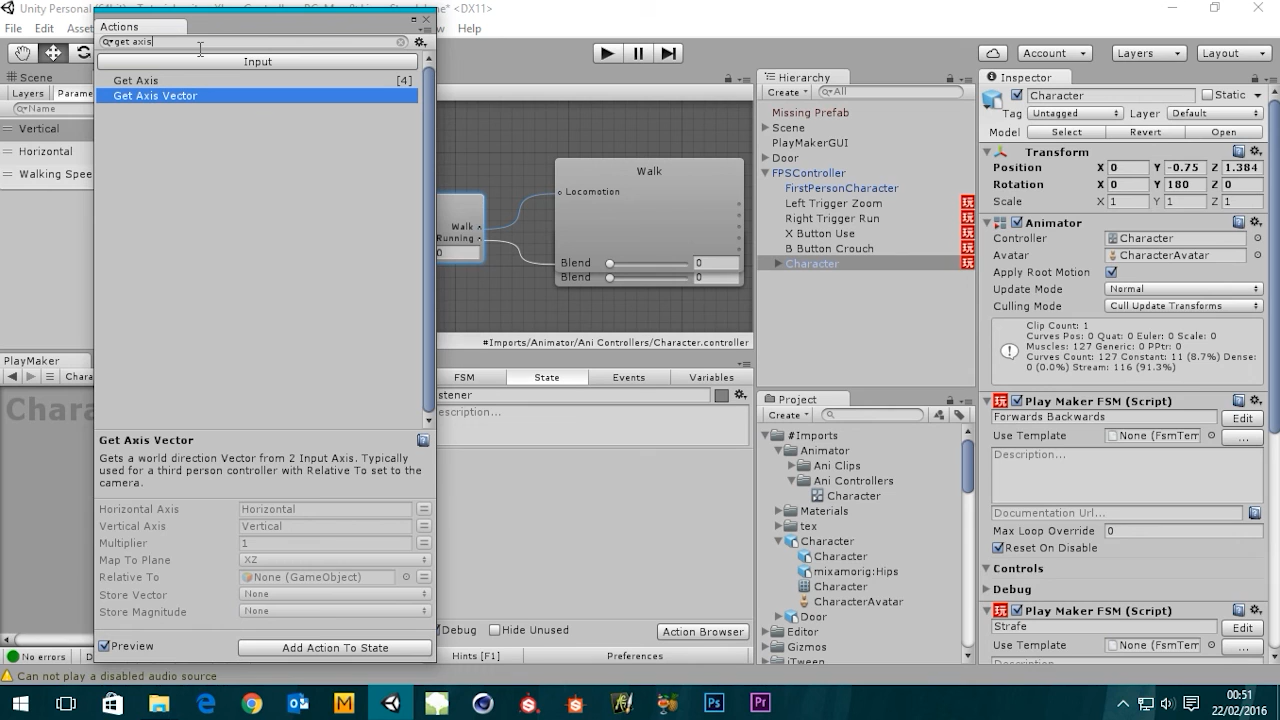 Unity Personal (64bit)
<DX11>
File
Edit
Help
Account
Layers
Layout
Actions
get axis
Input
Get Axis [4]
Get Axis Vector
Scene
Layers
Name
Vertical
Horizontal
Walking Spee
Walk
Running
0
Walk
Locomotion
Blend 0
Blend 0
#Imports/Animator/Ani Controllers/Character.controller
PlayMaker
Chara
Chara
FSM State Events Variables
stener
escription...
Get Axis Vector
Gets a world direction Vector from 2 Input Axis. Typically
used for a third person controller with Relative To set to the
camera.
Horizontal Axis Horizontal
Vertical Axis Vertical
Multiplier 1
Map To Plane XZ
Relative To None (GameObject)
Store Vector None
Store Magnitude None
Preview Add Action To State
Debug Hide Unused Action Browser
No errors
Hints [F1] Preferences
Can not play a disabled audio source
Hierarchy
Create All
Missing Prefab
Scene
PlayMakerGUI
Door
FPSController
FirstPersonCharacter
Left Trigger Zoom
Right Trigger Run
X Button Use
B Button Crouch
Character
Project
Create
#Imports
Animator
Ani Clips
Ani Controllers
Character
Materials
tex
Character
Character
mixamorig:Hips
Character
CharacterAvatar
Door
Editor
Gizmos
iTween
Inspector
Character Static
Tag Untagged Layer Default
Model Select Revert Open
Transform
Position X 0 Y -0.75 Z 1.384
Rotation X 0 Y 180 Z 0
Scale X 1 Y 1 Z 1
Animator
Controller Character
Avatar CharacterAvatar
Apply Root Motion
Update Mode Normal
Culling Mode Cull Update Transforms
Clip Count: 1
Curves Pos: 0 Quat: 0 Euler: 0 Scale: 0
Muscles: 127 Generic: 0 PPtr: 0
Curves Count: 127 Constant: 11 (8.7%) Dense:
0 (0.0%) Stream: 116 (91.3%)
玩 Play Maker FSM (Script)
Forwards Backwards Edit
Use Template None (FsmTem ...
Description...
Documentation Url...
Max Loop Override 0
Reset On Disable
Controls
Debug
玩 Play Maker FSM (Script)
Strafe Edit
Use Template None (FsmTem ...
00:51
22/02/2016
Ps
Pr